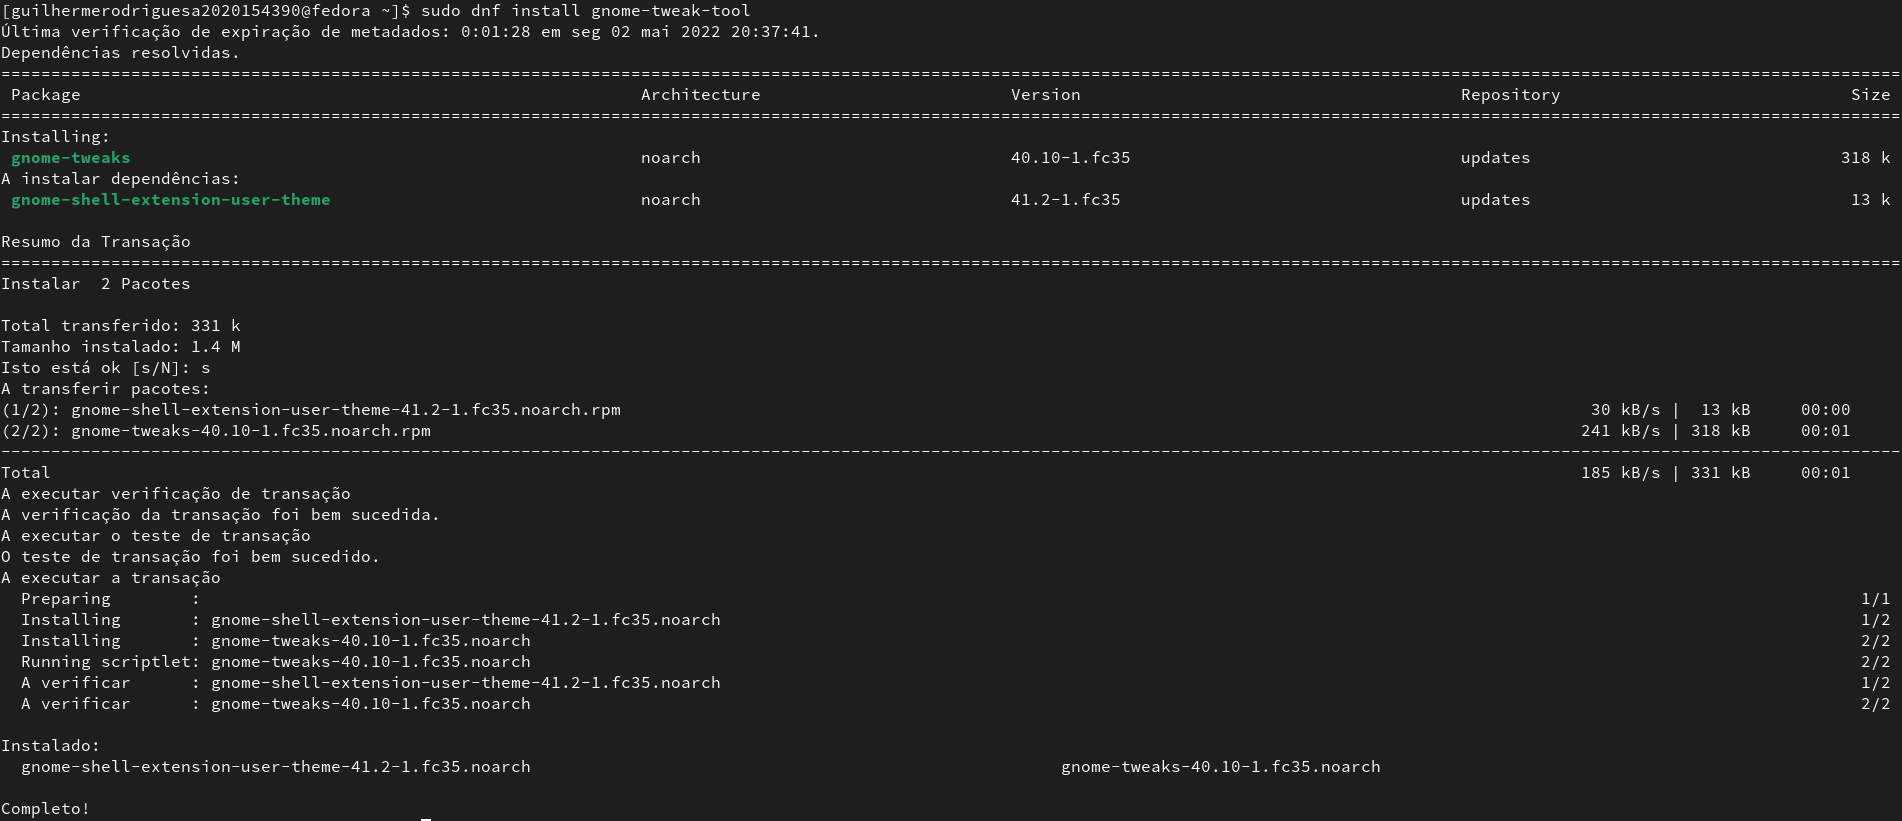 [guilhermerodriguesa2020154390@fedora ~]$ sudo dnf install gnome-tweak-tool
Última verificação de expiração de metadados: 0:01:28 em seg 02 mai 2022 20:37:41.
Dependências resolvidas.
Package Architecture Version Repository Size
Installing:
gnome-tweaks noarch 40.10-1.fc35 updates 318 k
A instalar dependências:
gnome-shell-extension-user-theme noarch 41.2-1.fc35 updates 13 k
Resumo da Transação
Instalar 2 Pacotes
Total transferido: 331 k
Tamanho instalado: 1.4 M
Isto está ok [s/N]: s
A transferir pacotes:
(1/2): gnome-shell-extension-user-theme-41.2-1.fc35.noarch.rpm 30 kB/s | 13 kB 00:00
(2/2): gnome-tweaks-40.10-1.fc35.noarch.rpm 241 kB/s | 318 kB 00:01
Total 185 kB/s | 331 kB 00:01
A executar verificação de transação
A verificação da transação foi bem sucedida.
A executar o teste de transação
O teste de transação foi bem sucedido.
A executar a transação
Preparing : 1/1
Installing : gnome-shell-extension-user-theme-41.2-1.fc35.noarch 1/2
Installing : gnome-tweaks-40.10-1.fc35.noarch 2/2
Running scriptlet: gnome-tweaks-40.10-1.fc35.noarch 2/2
A verificar : gnome-shell-extension-user-theme-41.2-1.fc35.noarch 1/2
A verificar : gnome-tweaks-40.10-1.fc35.noarch 2/2
Instalado:
gnome-shell-extension-user-theme-41.2-1.fc35.noarch gnome-tweaks-40.10-1.fc35.noarch
Completo!